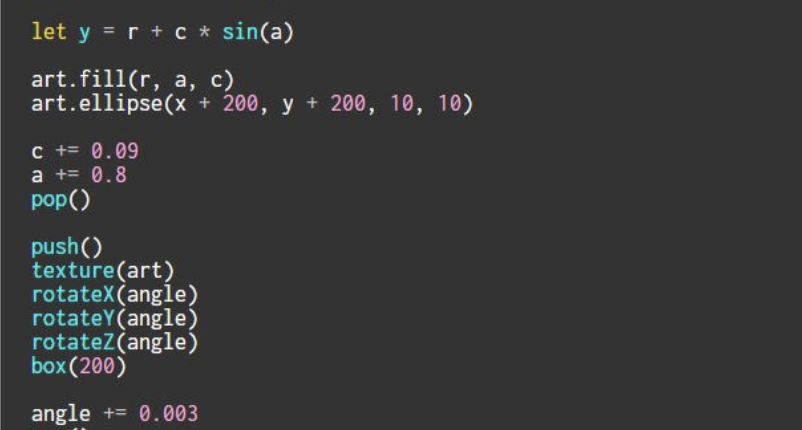 let y = r + c * sin(a)
art.fill(r, a, c)
art.ellipse(x + 200, y + 200, 10, 10)
c += 0.09
a += 0.8
pop()
push()
texture(art)
rotateX(angle)
rotateY(angle)
rotateZ(angle)
box(200)
angle += 0.003